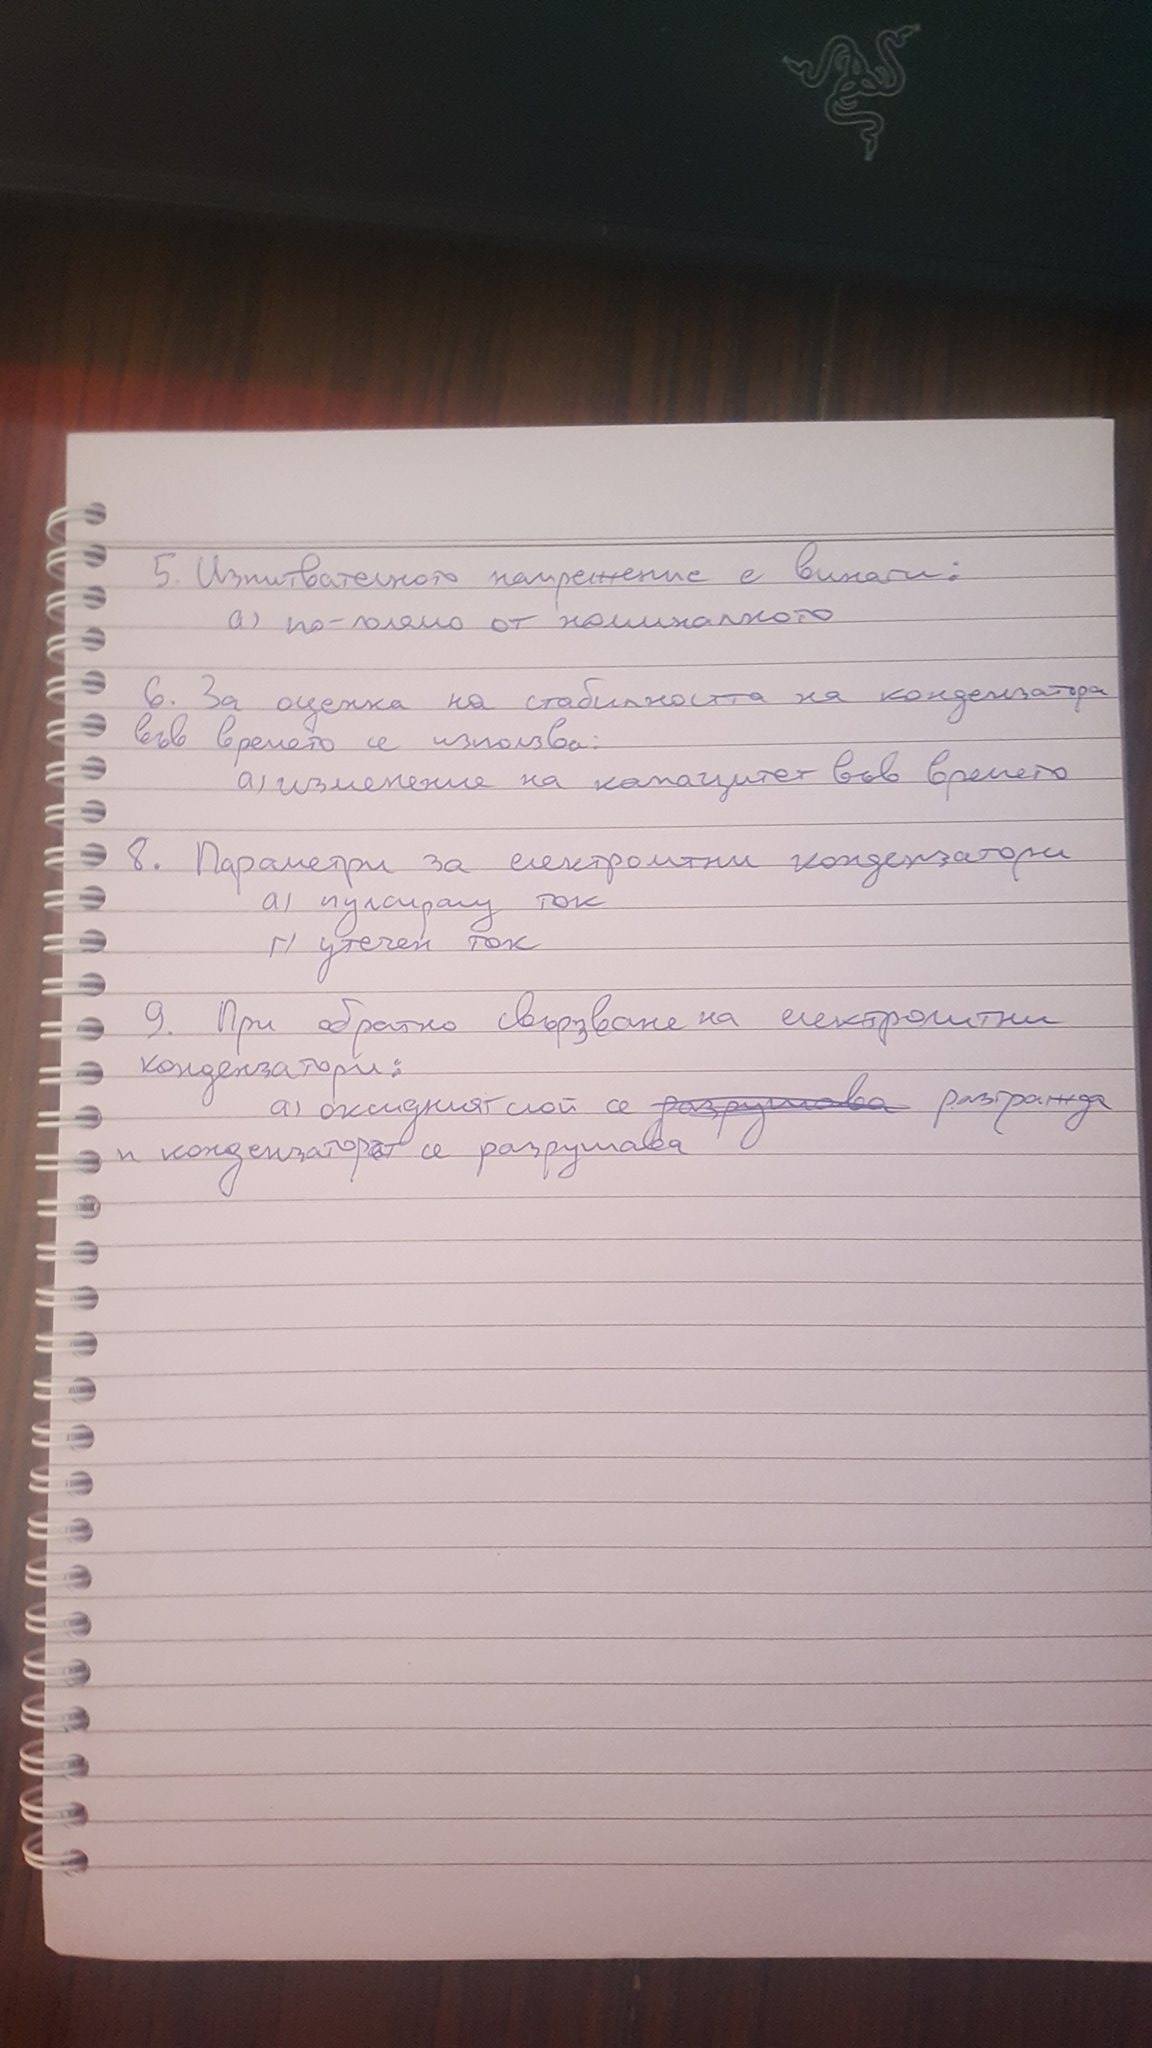 5. Изпитвателното напрежение е винаги:
а) по-голямо от номиналното
6. За оценка на стабилността на кондензатора
във времето се използва:
а) изменение на капацитет във времето
8. Параметри за електролитни кондензатори
а) пулсиращ ток
г) утечен ток
9. При обратно свързване на електролитни
кондензатори:
а) оксидният слой се разрушава разгражда
и кондензаторът се разрушава